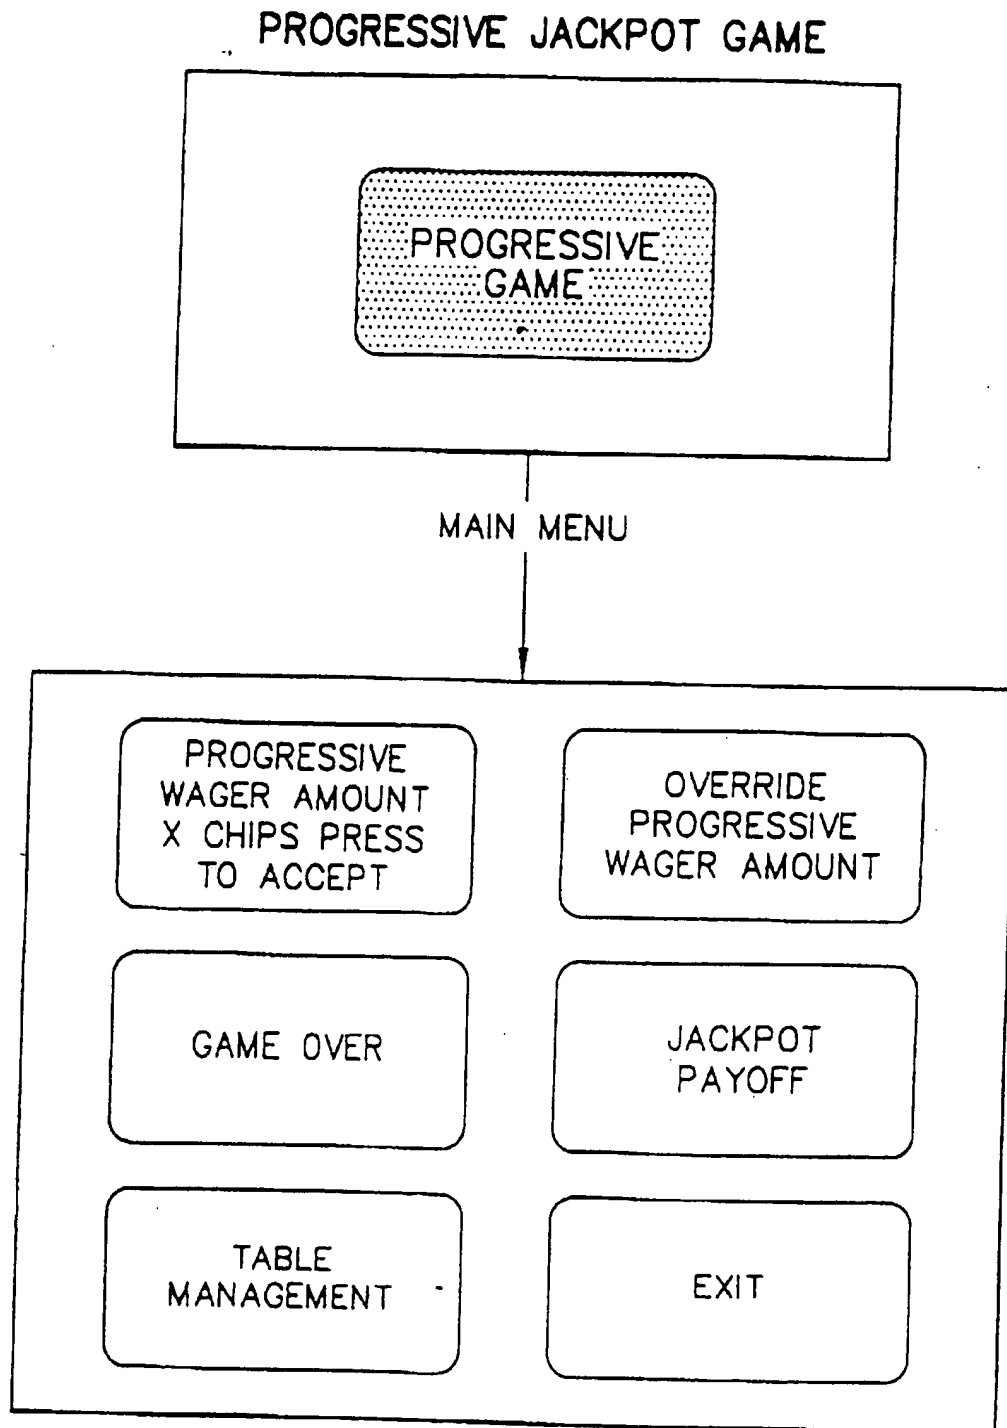 PROGRESSIVE JACKPOT GAME
PROGRESSIVE
GAME
MAIN MENU
PROGRESSIVE
WAGER AMOUNT
X CHIPS PRESS
TO ACCEPT
OVERRIDE
PROGRESSIVE
WAGER AMOUNT
GAME OVER
JACKPOT
PAYOFF
TABLE
MANAGEMENT
EXIT